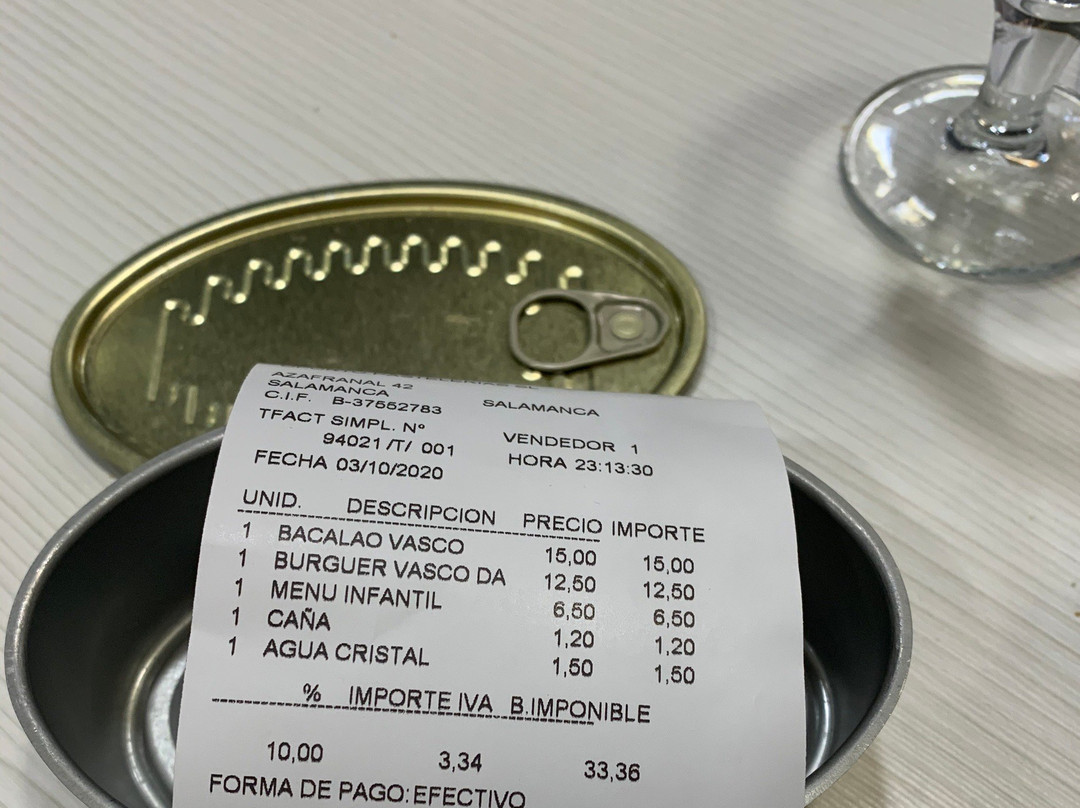 AZAFRANAL 42
SALAMANCA SALAMANCA
C.I.F. B-37552783
TFACT SIMPL. Nº VENDEDOR 1
94021 /T/ 001 HORA 23:13:30
FECHA 03/10/2020
UNID. DESCRIPCION PRECIO IMPORTE
1 BACALAO VASCO 15,00 15,00
1 BURGUER VASCO DA 12,50 12,50
1 MENU INFANTIL 6,50 6,50
1 CAÑA 1,20 1,20
1 AGUA CRISTAL 1,50 1,50
% IMPORTE IVA B.IMPONIBLE
10,00 3,34 33,36
FORMA DE PAGO: EFECTIVO